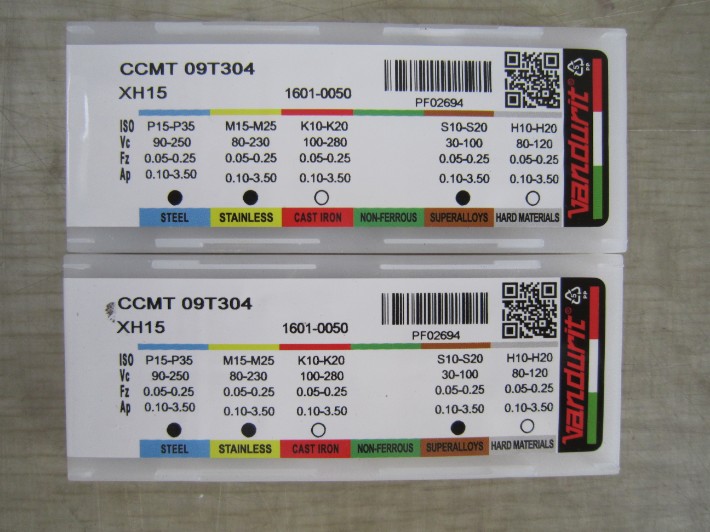 CCMT 09T304
XH15 1601-0050 PF02694
ISO P15-P35 M15-M25 K10-K20 S10-S20 H10-H20
Vc 90-250 80-230 100-280 30-100 80-120
Fz 0.05-0.25 0.05-0.25 0.05-0.25 0.05-0.25 0.05-0.25
Ap 0.10-3.50 0.10-3.50 0.10-3.50 0.10-3.50 0.10-3.50
STEEL STAINLESS CAST IRON NON-FERROUS SUPERALLOYS HARD MATERIALS
vandurit®
5
PP
CCMT 09T304
XH15 1601-0050 PF02694
ISO P15-P35 M15-M25 K10-K20 S10-S20 H10-H20
Vc 90-250 80-230 100-280 30-100 80-120
Fz 0.05-0.25 0.05-0.25 0.05-0.25 0.05-0.25 0.05-0.25
Ap 0.10-3.50 0.10-3.50 0.10-3.50 0.10-3.50 0.10-3.50
STEEL STAINLESS CAST IRON NON-FERROUS SUPERALLOYS HARD MATERIALS
vandurit®
5
PP